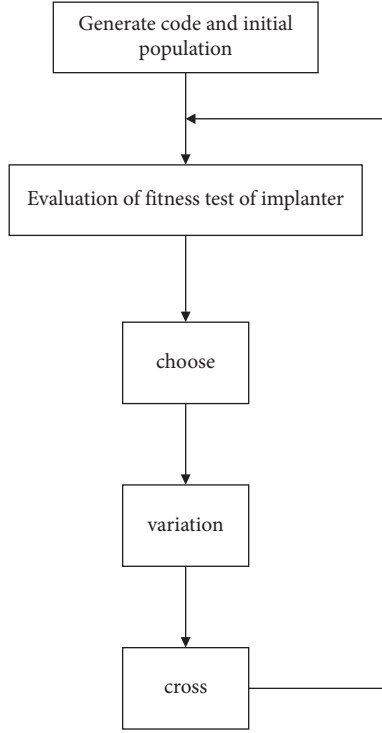 Generate code and initial
population
Evaluation of fitness test of implanter
choose
variation
cross